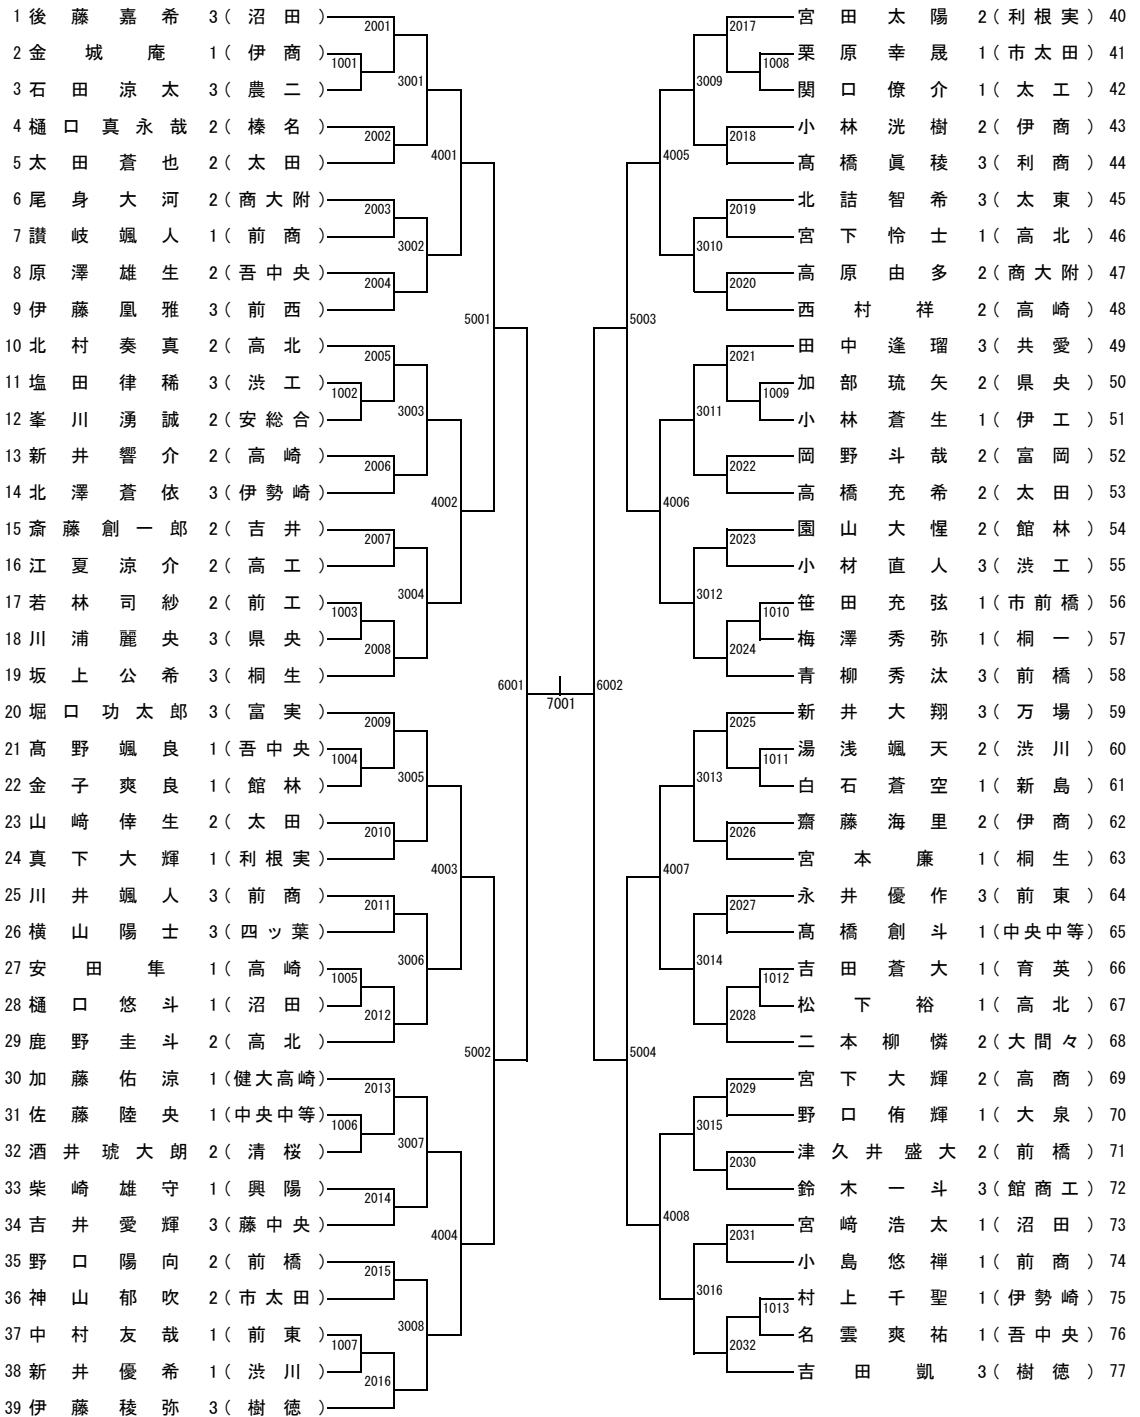 1 後藤嘉希 3 (沼田)
2 金城庵 1 (伊商)
3 石田涼太 3 (農二)
4 樋口真永哉 2 (榛名)
5 太田蒼也 2 (太田)
6 尾身大河 2 (商大附)
7 讃岐颯人 1 (前商)
8 原澤雄生 2 (吾中央)
9 伊藤凰雅 3 (前西)
10 北村奏真 2 (高北)
11 塩田律稀 3 (渋工)
12 峯川湧誠 2 (安総合)
13 新井響介 2 (高崎)
14 北澤蒼依 3 (伊勢崎)
15 斎藤創一郎 2 (吉井)
16 江夏涼介 2 (高工)
17 若林司紗 2 (前工)
18 川浦麗央 3 (県央)
19 坂上公希 3 (桐生)
20 堀口功太郎 3 (富実)
21 髙野颯良 1 (吾中央)
22 金子爽良 1 (館林)
23 山﨑倖生 2 (太田)
24 真下大輝 1 (利根実)
25 川井颯人 3 (前商)
26 横山陽士 3 (四ッ葉)
27 安田隼 1 (高崎)
28 樋口悠斗 1 (沼田)
29 鹿野圭斗 2 (高北)
30 加藤佑涼 1 (健大高崎)
31 佐藤陸央 1 (中央中等)
32 酒井琥大朗 2 (清桜)
33 柴崎雄守 1 (興陽)
34 吉井愛輝 3 (藤中央)
35 野口陽向 2 (前橋)
36 神山郁吹 2 (市太田)
37 中村友哉 1 (前東)
38 新井優希 1 (渋川)
39 伊藤稜弥 3 (樹徳)
2001
1001
3001
2002
4001
2003
3002
2004
5001
2005
1002
3003
2006
4002
2007
3004
1003
2008
6001
2009
1004
3005
2010
4003
2011
3006
1005
2012
5002
2013
1006
3007
2014
4004
2015
3008
1007
2016
7001
6002
2017
1008
3009
2018
4005
2019
3010
2020
5003
2021
1009
3011
2022
4006
2023
3012
1010
2024
2025
1011
3013
2026
4007
2027
3014
1012
2028
5004
2029
3015
2030
4008
2031
3016
1013
2032
宮田太陽 2 (利根実) 40
栗原幸晟 1 (市太田) 41
関口僚介 1 (太工) 42
小林洸樹 2 (伊商) 43
髙橋眞稜 3 (利商) 44
北詰智希 3 (太東) 45
宮下怜士 1 (高北) 46
高原由多 2 (商大附) 47
西村祥 2 (高崎) 48
田中逢瑠 3 (共愛) 49
加部琉矢 2 (県央) 50
小林蒼生 1 (伊工) 51
岡野斗哉 2 (富岡) 52
高橋充希 2 (太田) 53
園山大惺 2 (館林) 54
小材直人 3 (渋工) 55
笹田充弦 1 (市前橋) 56
梅澤秀弥 1 (桐一) 57
青柳秀汰 3 (前橋) 58
新井大翔 3 (万場) 59
湯浅颯天 2 (渋川) 60
白石蒼空 1 (新島) 61
齋藤海里 2 (伊商) 62
宮本廉 1 (桐生) 63
永井優作 3 (前東) 64
髙橋創斗 1 (中央中等) 65
吉田蒼大 1 (育英) 66
松下裕 1 (高北) 67
二本柳憐 2 (大間々) 68
宮下大輝 2 (高商) 69
野口侑輝 1 (大泉) 70
津久井盛大 2 (前橋) 71
鈴木一斗 3 (館商工) 72
宮﨑浩太 1 (沼田) 73
小島悠禅 1 (前商) 74
村上千聖 1 (伊勢崎) 75
名雲爽祐 1 (吾中央) 76
吉田凱 3 (樹徳) 77